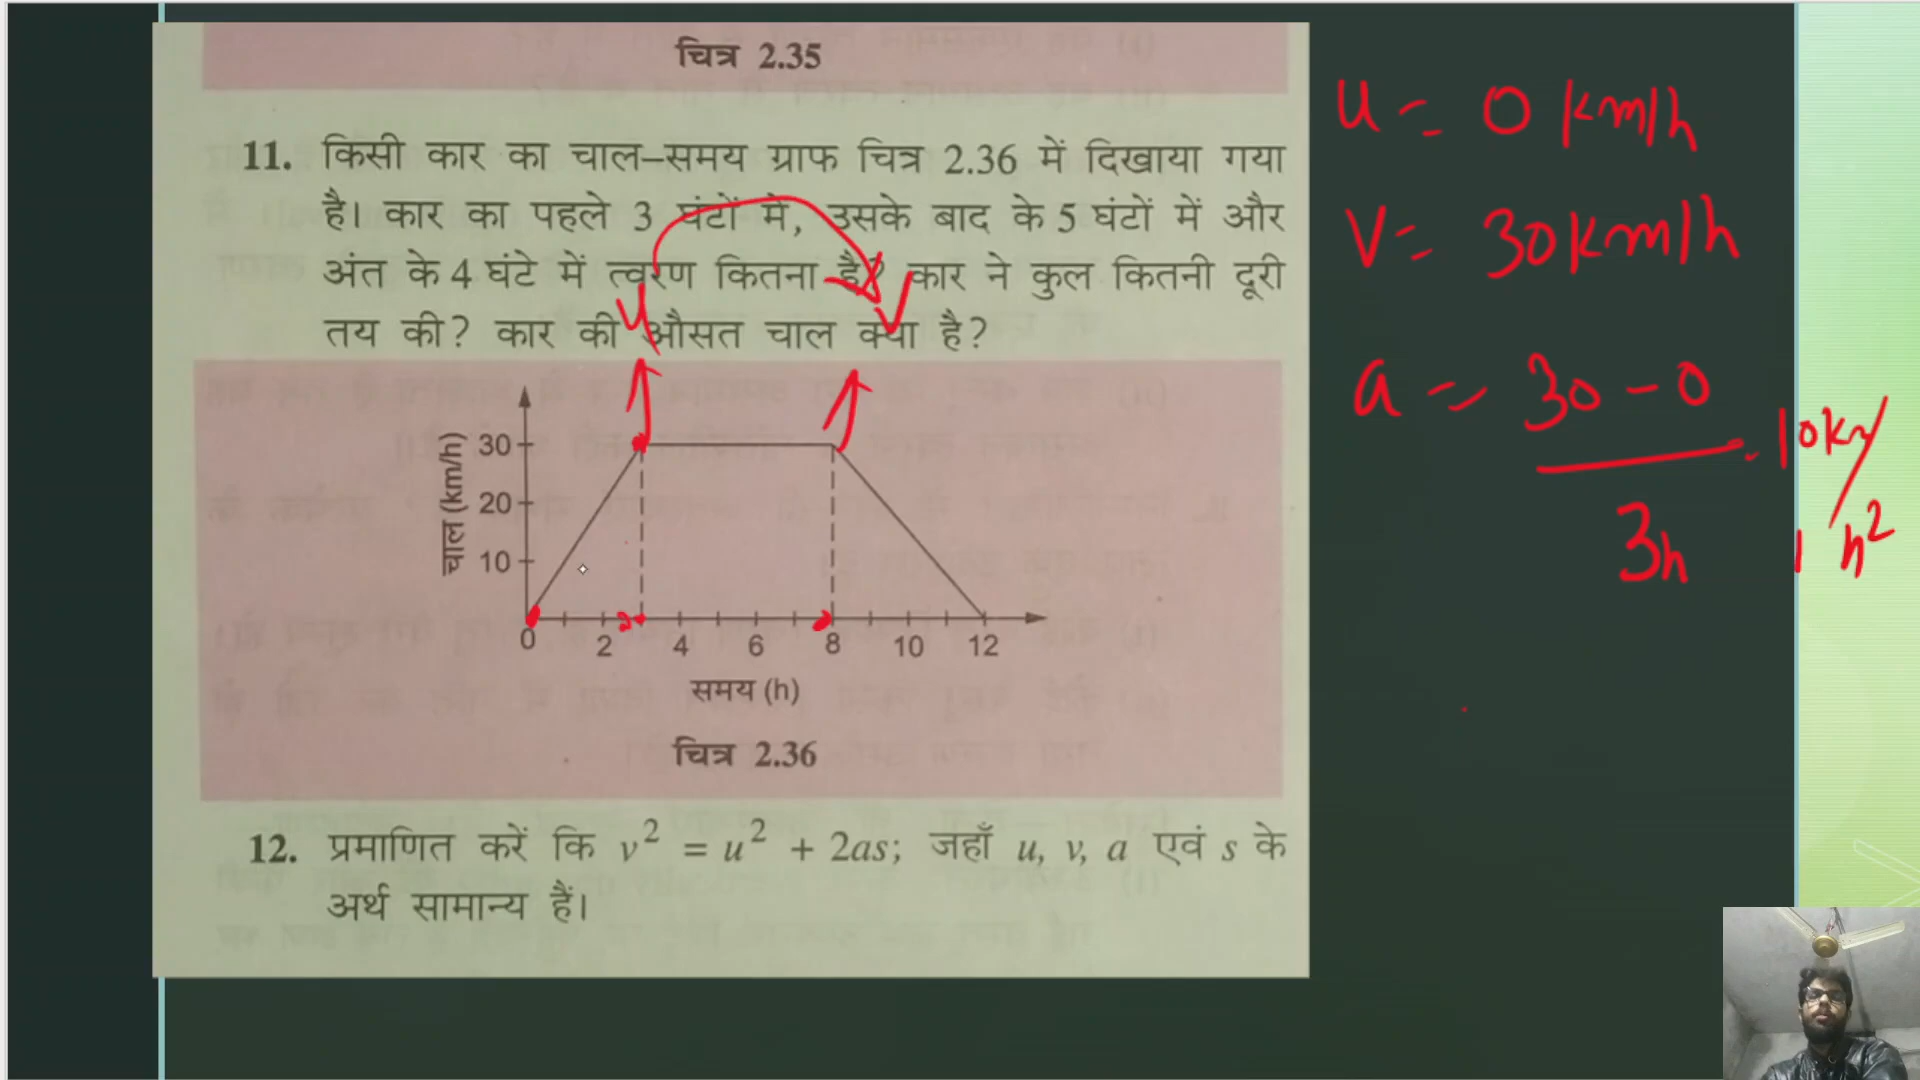 चित्र 2.35
11. किसी कार का चाल–समय ग्राफ चित्र 2.36 में दिखाया गया
है। कार का पहले 3 घंटों में, उसके बाद के 5 घंटों में और
अंत के 4 घंटे में त्वरण कितना है? कार ने कुल कितनी दूरी
तय की? कार की औसत चाल क्या है?
u
v
चाल (km/h)
30
20
10
0 2 4 6 8 10 12
समय (h)
चित्र 2.36
12. प्रमाणित करें कि v² = u² + 2as; जहाँ u, v, a एवं s के
अर्थ सामान्य हैं।
u = 0 km/h
v = 30 km/h
a = 30 - 0
3h
10 km/
h²